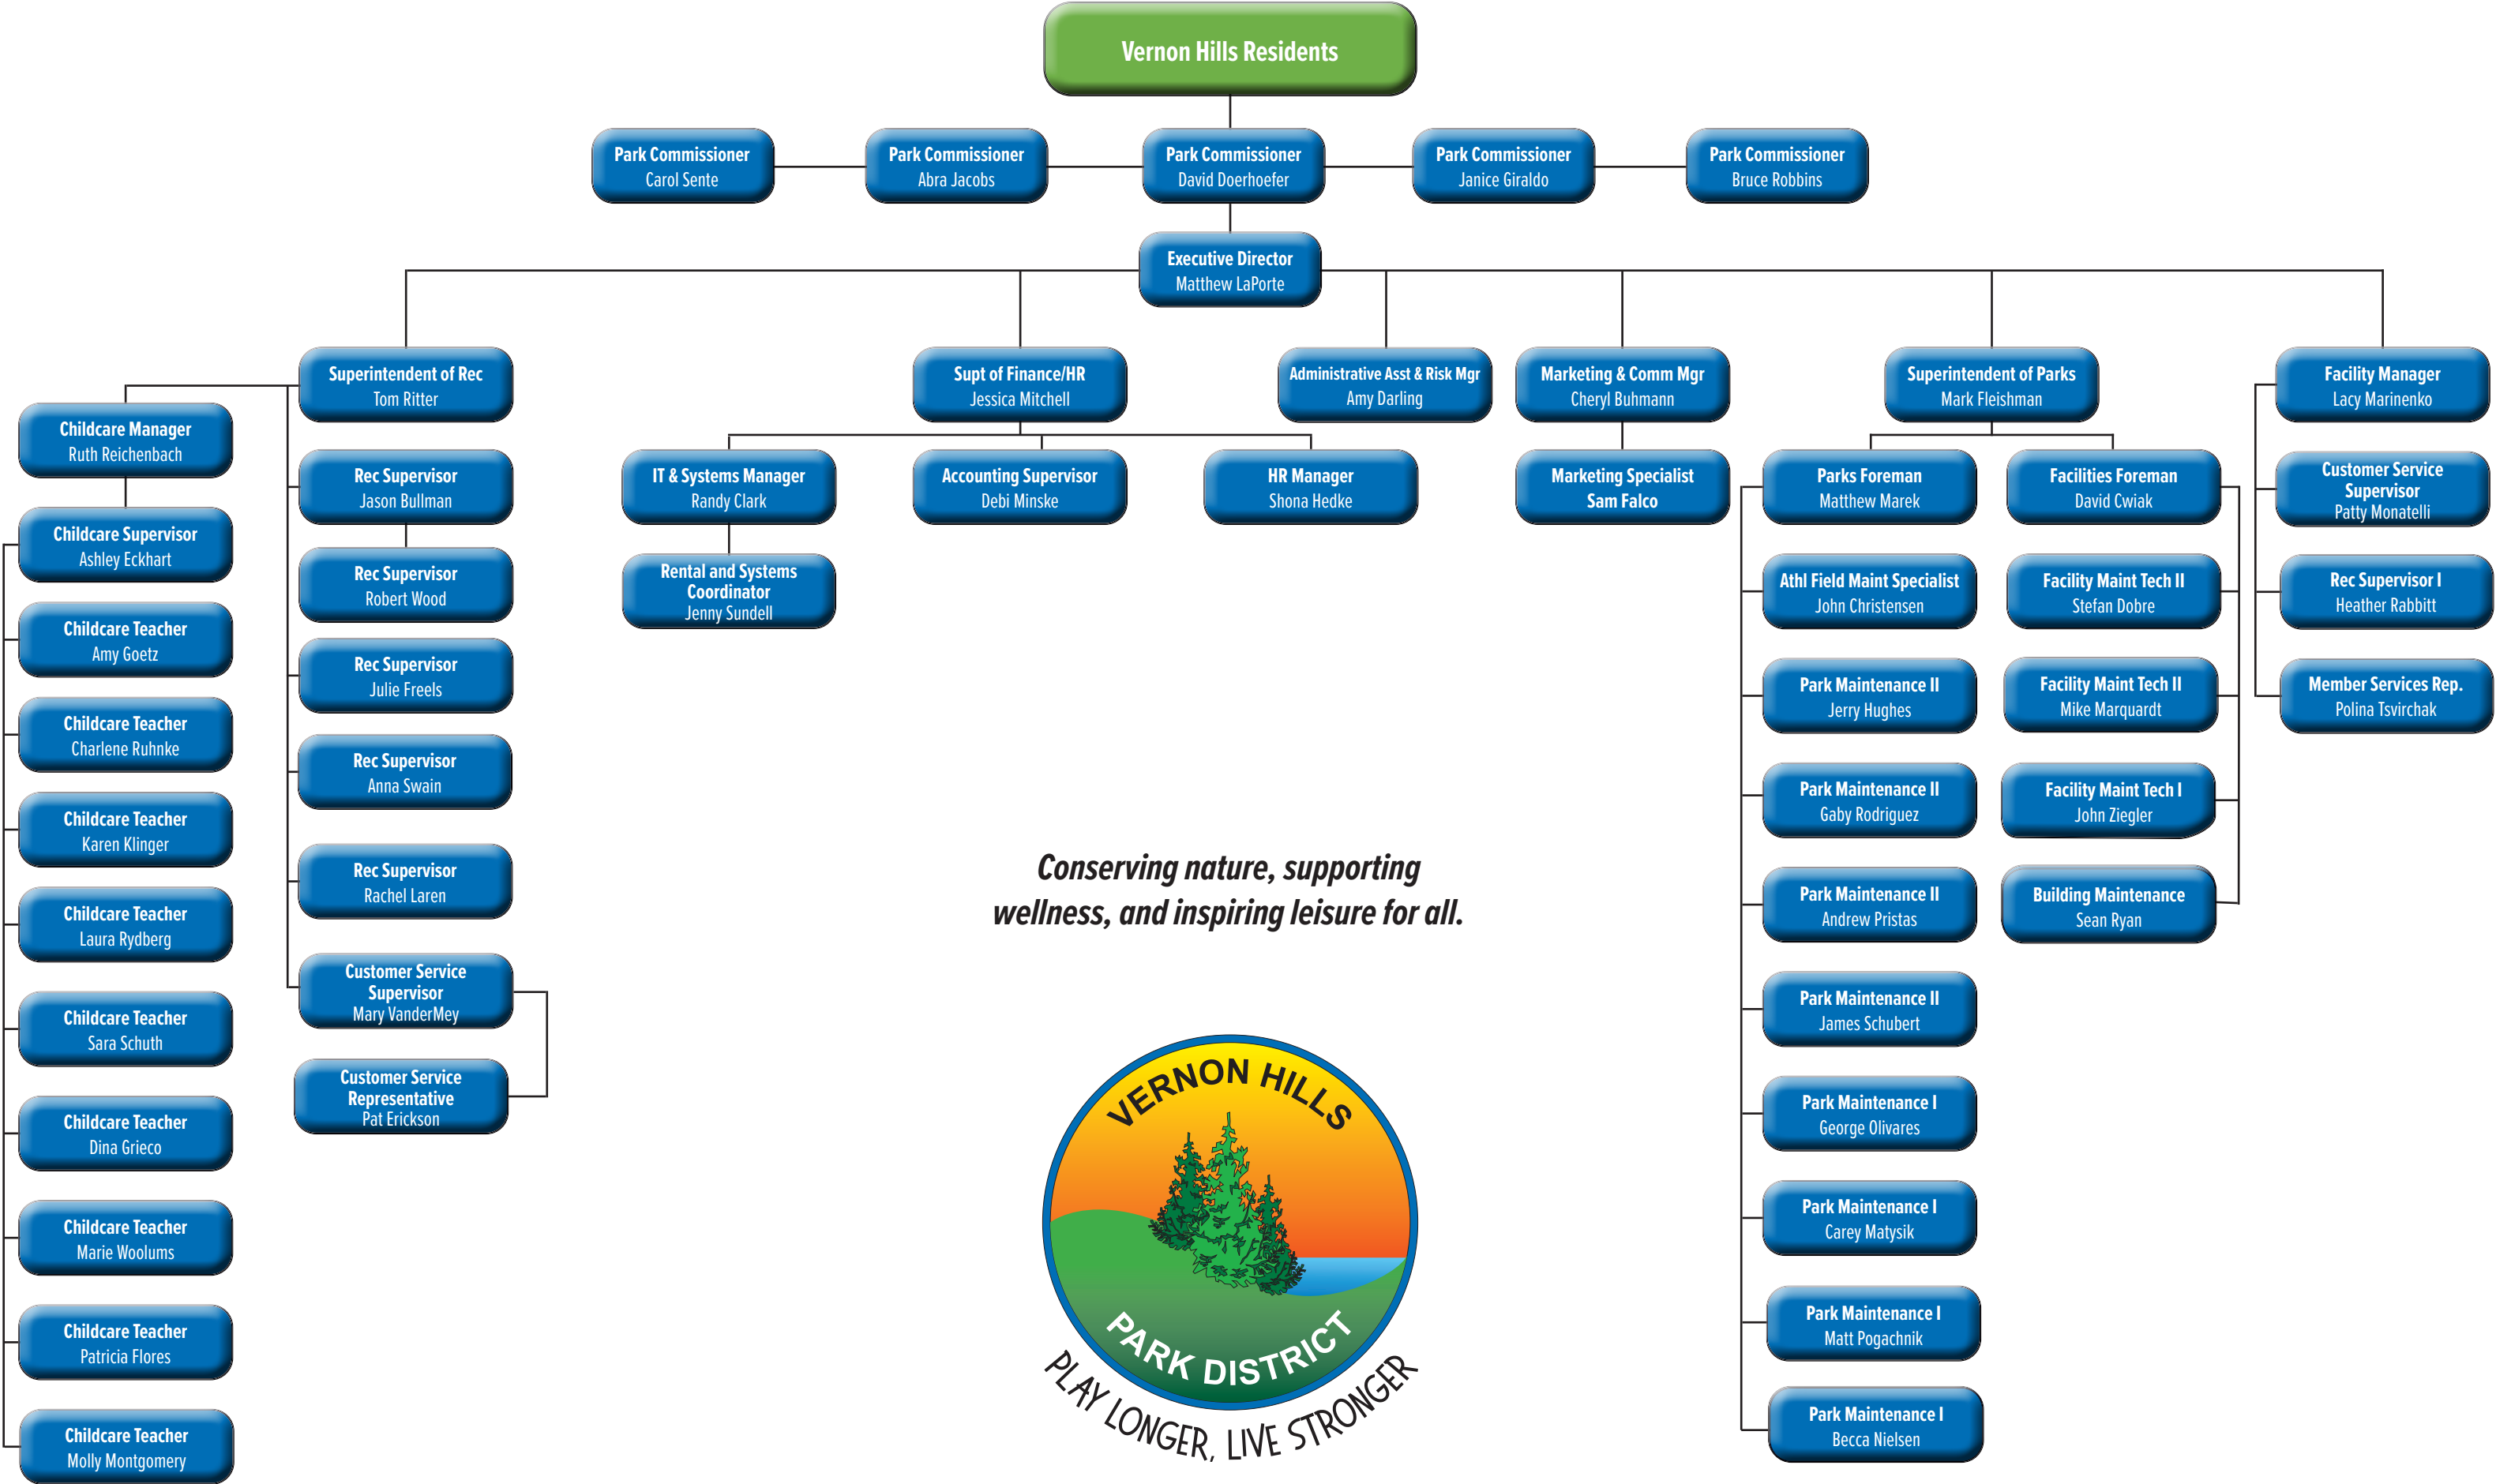 Vernon Hills Residents
Park Commissioner
Carol Sente
Park Commissioner
Abra Jacobs
Park Commissioner
David Doerhoefer
Park Commissioner
Janice Giraldo
Park Commissioner
Bruce Robbins
Executive Director
Matthew LaPorte
Superintendent of Rec
Tom Ritter
Supt of Finance/HR
Jessica Mitchell
Administrative Asst & Risk Mgr
Amy Darling
Marketing & Comm Mgr
Cheryl Buhmann
Superintendent of Parks
Mark Fleishman
Facility Manager
Lacy Marinenko
Childcare Manager
Ruth Reichenbach
Childcare Supervisor
Ashley Eckhart
Childcare Teacher
Amy Goetz
Childcare Teacher
Charlene Ruhnke
Childcare Teacher
Karen Klinger
Childcare Teacher
Laura Rydberg
Childcare Teacher
Sara Schuth
Childcare Teacher
Dina Grieco
Childcare Teacher
Marie Woolums
Childcare Teacher
Patricia Flores
Childcare Teacher
Molly Montgomery
Rec Supervisor
Jason Bullman
Rec Supervisor
Robert Wood
Rec Supervisor
Julie Freels
Rec Supervisor
Anna Swain
Rec Supervisor
Rachel Laren
Customer Service
Supervisor
Mary VanderMey
Customer Service
Representative
Pat Erickson
IT & Systems Manager
Randy Clark
Rental and Systems
Coordinator
Jenny Sundell
Accounting Supervisor
Debi Minske
HR Manager
Shona Hedke
Marketing Specialist
Sam Falco
Parks Foreman
Matthew Marek
Athl Field Maint Specialist
John Christensen
Park Maintenance II
Jerry Hughes
Park Maintenance II
Gaby Rodriguez
Park Maintenance II
Andrew Pristas
Park Maintenance II
James Schubert
Park Maintenance I
George Olivares
Park Maintenance I
Carey Matysik
Park Maintenance I
Matt Pogachnik
Park Maintenance I
Becca Nielsen
Facilities Foreman
David Cwiak
Facility Maint Tech II
Stefan Dobre
Facility Maint Tech II
Mike Marquardt
Facility Maint Tech I
John Ziegler
Building Maintenance
Sean Ryan
Customer Service
Supervisor
Patty Monatelli
Rec Supervisor I
Heather Rabbitt
Member Services Rep.
Polina Tsvirchak
Conserving nature, supporting
wellness, and inspiring leisure for all.
VERNON HILLS
PARK DISTRICT
PLAY LONGER, LIVE STRONGER